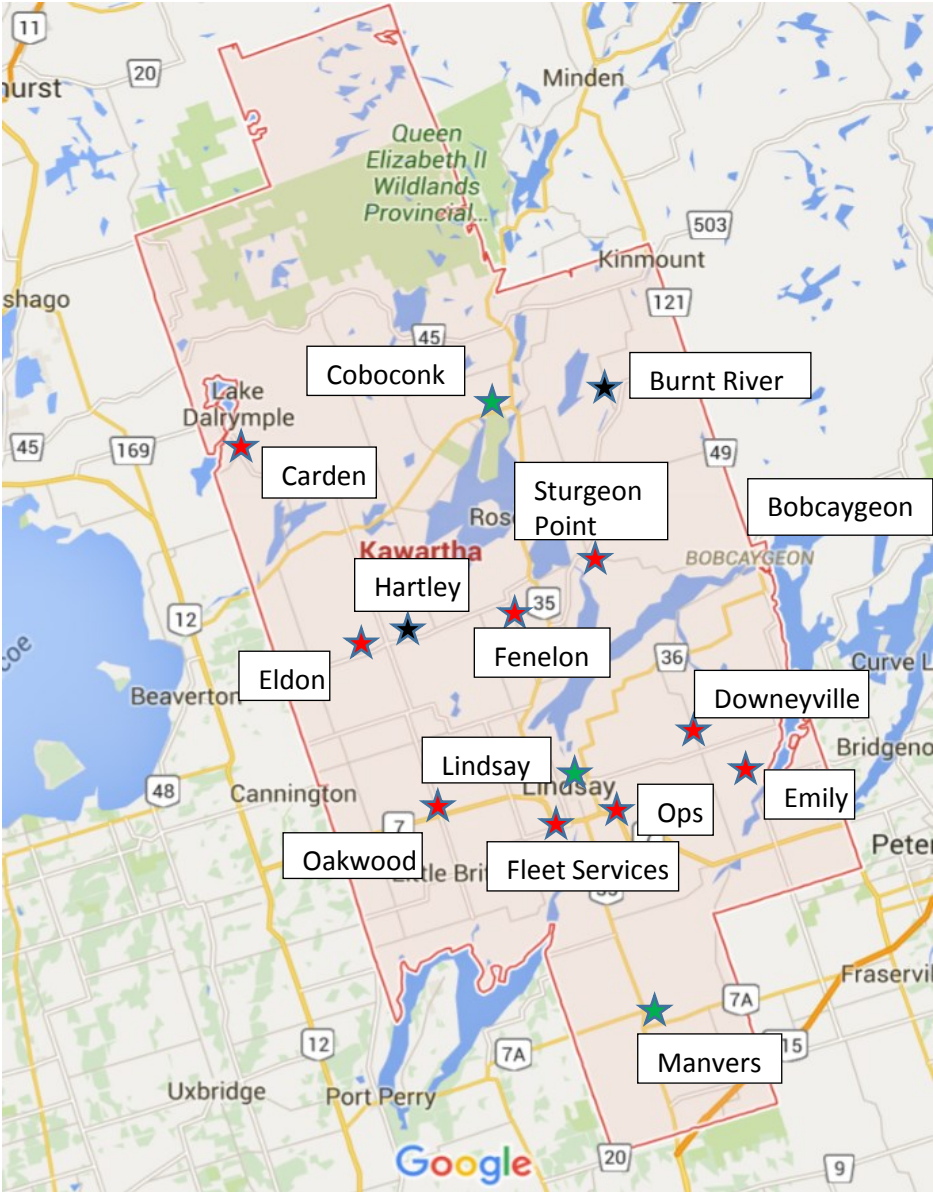 11
20
hurst
Minden
Queen
Elizabeth II
Wildlands
Provincial...
503
Kinmount
shago
121
45
Coboconk
Burnt River
Lake
Dalrymple
45
169
49
Carden
Sturgeon
Point
Bobcaygeon
Ros
Kawartha
BOBCAYGEON
Hartley
35
12
Fenelon
36
Curve L
coe
Eldon
Beaverton
Downeyville
Bridgeno
Lindsay
48
Cannington
Lindsay
Ops
Emily
7
Oakwood
Little Brit
Fleet Services
Peter
Fraservil
7A
12
7A
Manvers
15
Uxbridge
Port Perry
Google
20
9